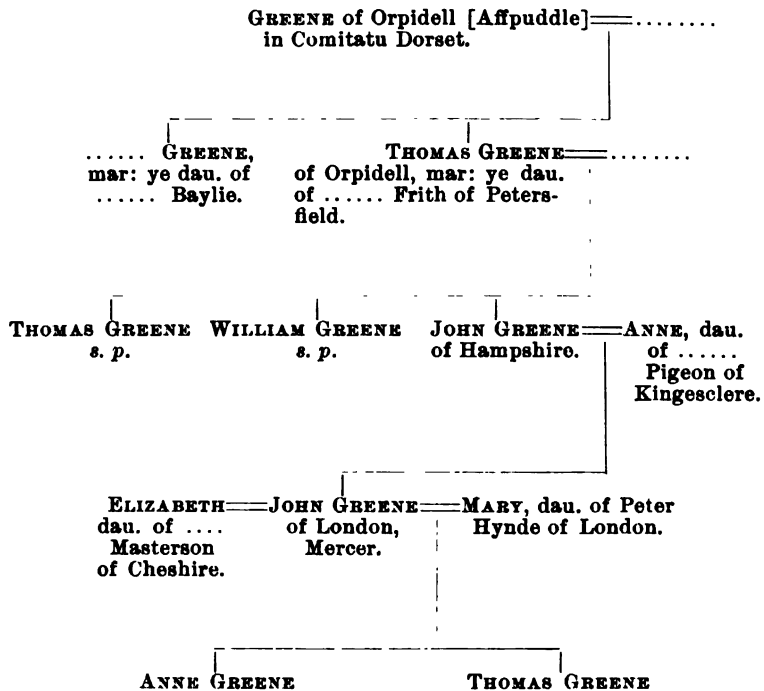 GREENE of Orpidell [Affpuddle]........
in Comitatu Dorset.
...... GREENE,
mar: ye dau. of
...... Baylie.
THOMAS GREENE........
of Orpidell, mar: ye dau.
of ...... Frith of Peters-
field.
THOMAS GREENE
s. p.
WILLIAM GREENE
s. p.
JOHN GREENE
of Hampshire.
ANNE, dau.
of ......
Pigeon of
Kingesclere.
ELIZABETH
dau. of ....
Masterson
of Cheshire.
JOHN GREENE
of London,
Mercer.
MARY, dau. of Peter
Hynde of London.
ANNE GREENE
THOMAS GREENE